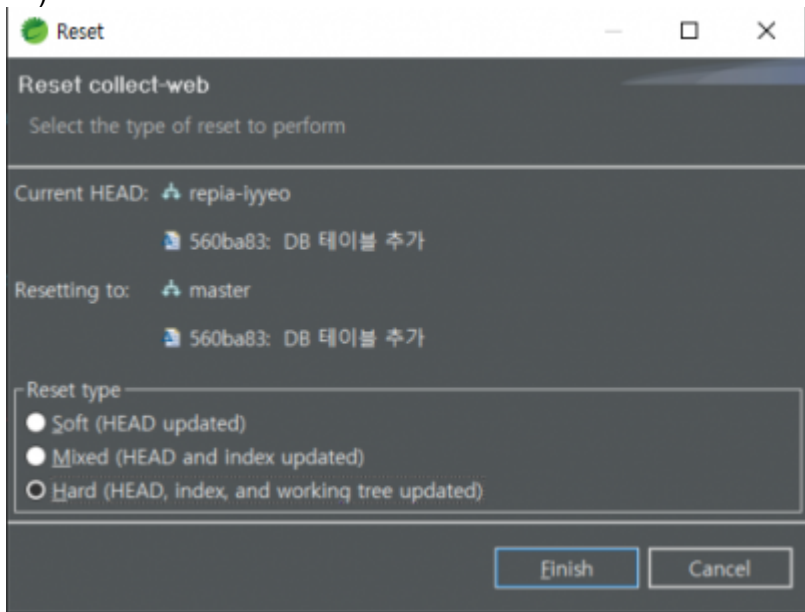 Reset
Reset collect-web
Select the type of reset to perform
Current HEAD: repia-iyyeo
560ba83: DB 테이블 추가
Resetting to: master
560ba83: DB 테이블 추가
Reset type
Soft (HEAD updated)
Mixed (HEAD and index updated)
Hard (HEAD, index, and working tree updated)
Finish Cancel